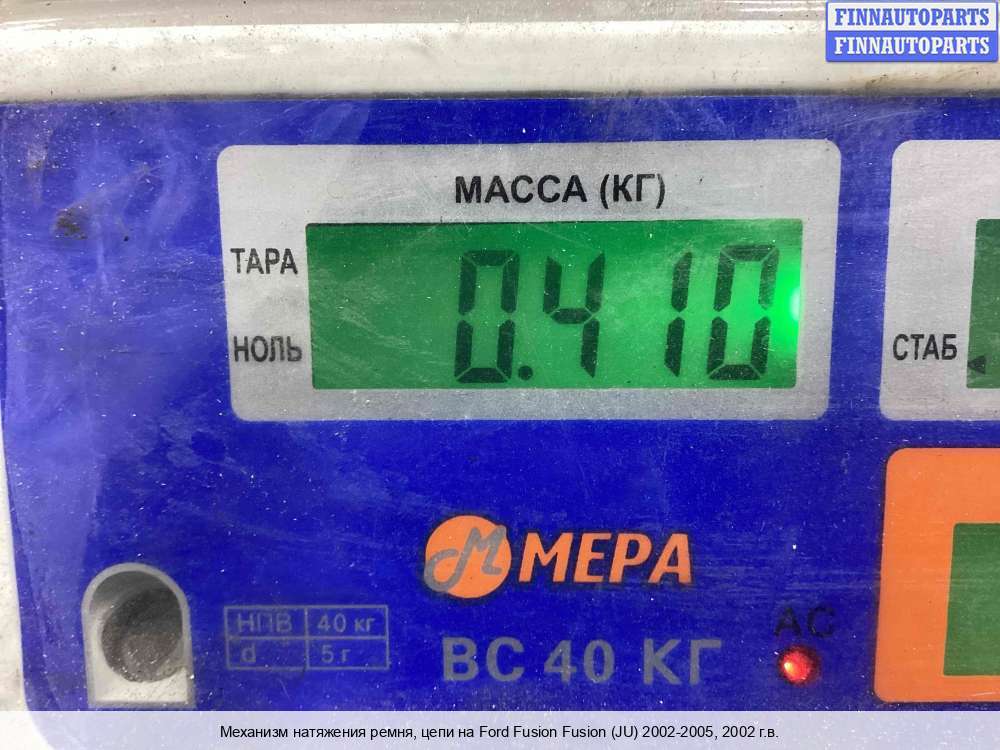 FINNAUTOPARTS
FINNAUTOPARTS
МАССА (КГ)
ТАРА
0.410
НОЛЬ
СТАБ
МЕРА
НПВ 40 кг
d 5 г
ВС 40 КГ
AC
Механизм натяжения ремня, цепи на Ford Fusion Fusion (JU) 2002-2005, 2002 г.в.